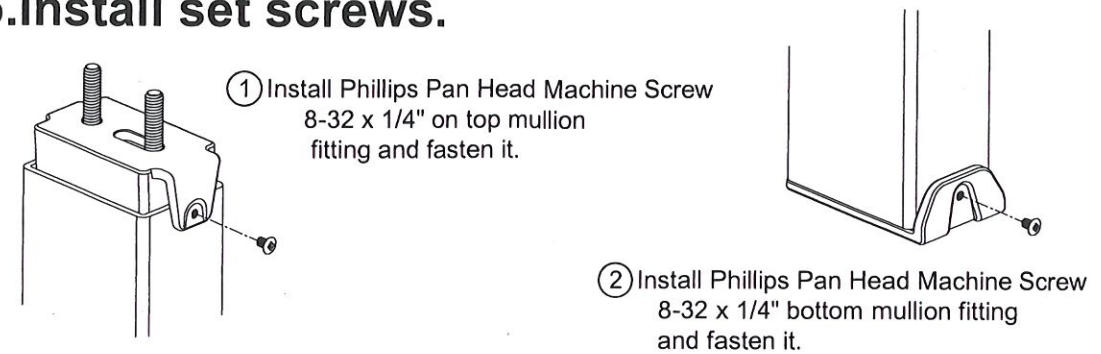 .Install set screws.
1 Install Phillips Pan Head Machine Screw
8-32 x 1/4" on top mullion
fitting and fasten it.
2 Install Phillips Pan Head Machine Screw
8-32 x 1/4" bottom mullion fitting
and fasten it.